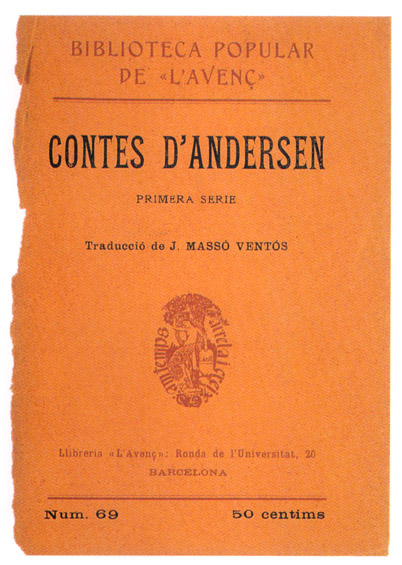 BIBLIOTECA POPULAR
DE «L'AVENÇ»
CONTES D'ANDERSEN
PRIMERA SERIE
Traducció de J. MASSÓ VENTÓS
Llibreria «L'Avenç»: Ronda de l'Universitat, 20
BARCELONA
Num. 69
50 centims